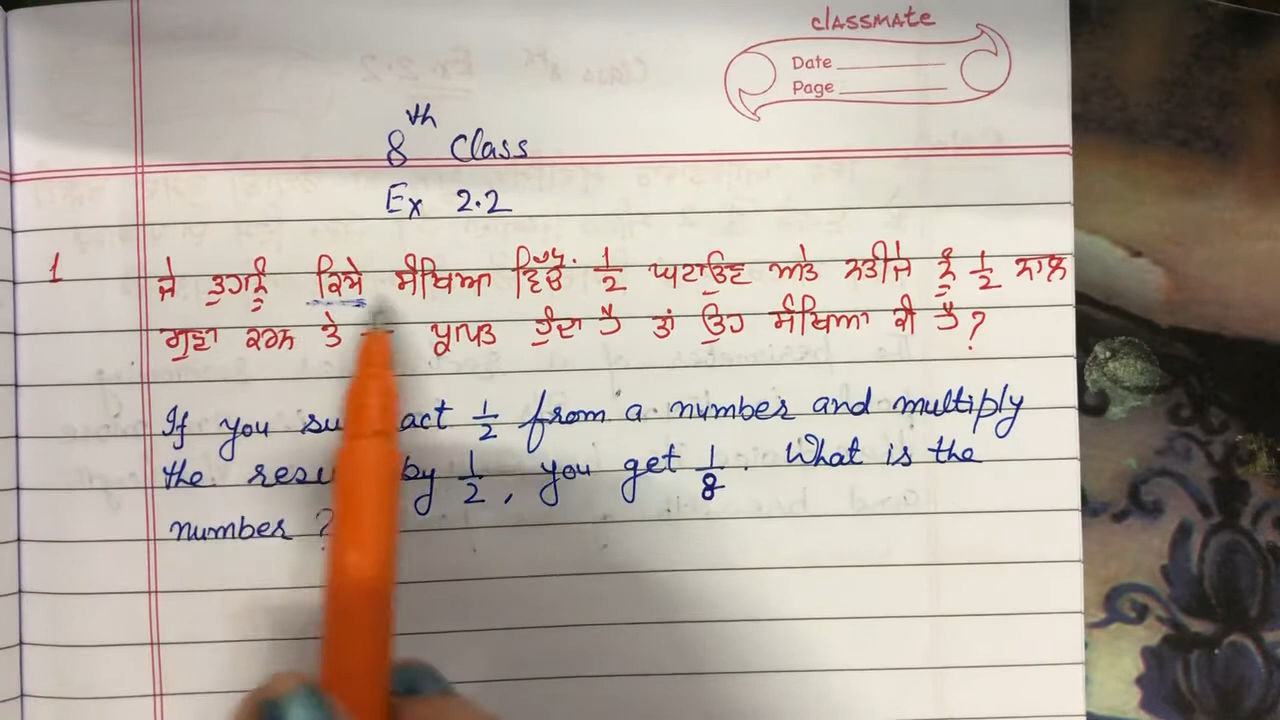 classmate
Date
Page
8th Class
Ex 2.2
1 ਜੇ ਤੁਹਾਨੂੰ ਕਿਸੇ ਸੰਖਿਆ ਵਿੱਚੋਂ 1/2 ਘਟਾਉਣ ਅਤੇ ਨਤੀਜੇ ਨੂੰ 1/2 ਨਾਲ
ਗੁਣਾ ਕਰਨ ਤੇ ਪ੍ਰਾਪਤ ਹੁੰਦਾ ਹੈ ਤਾਂ ਉਹ ਸੰਖਿਆ ਕੀ ਹੈ?
If you 1/2 from a number and multiply
the by 1/2, you get 1/8. What is the
number?